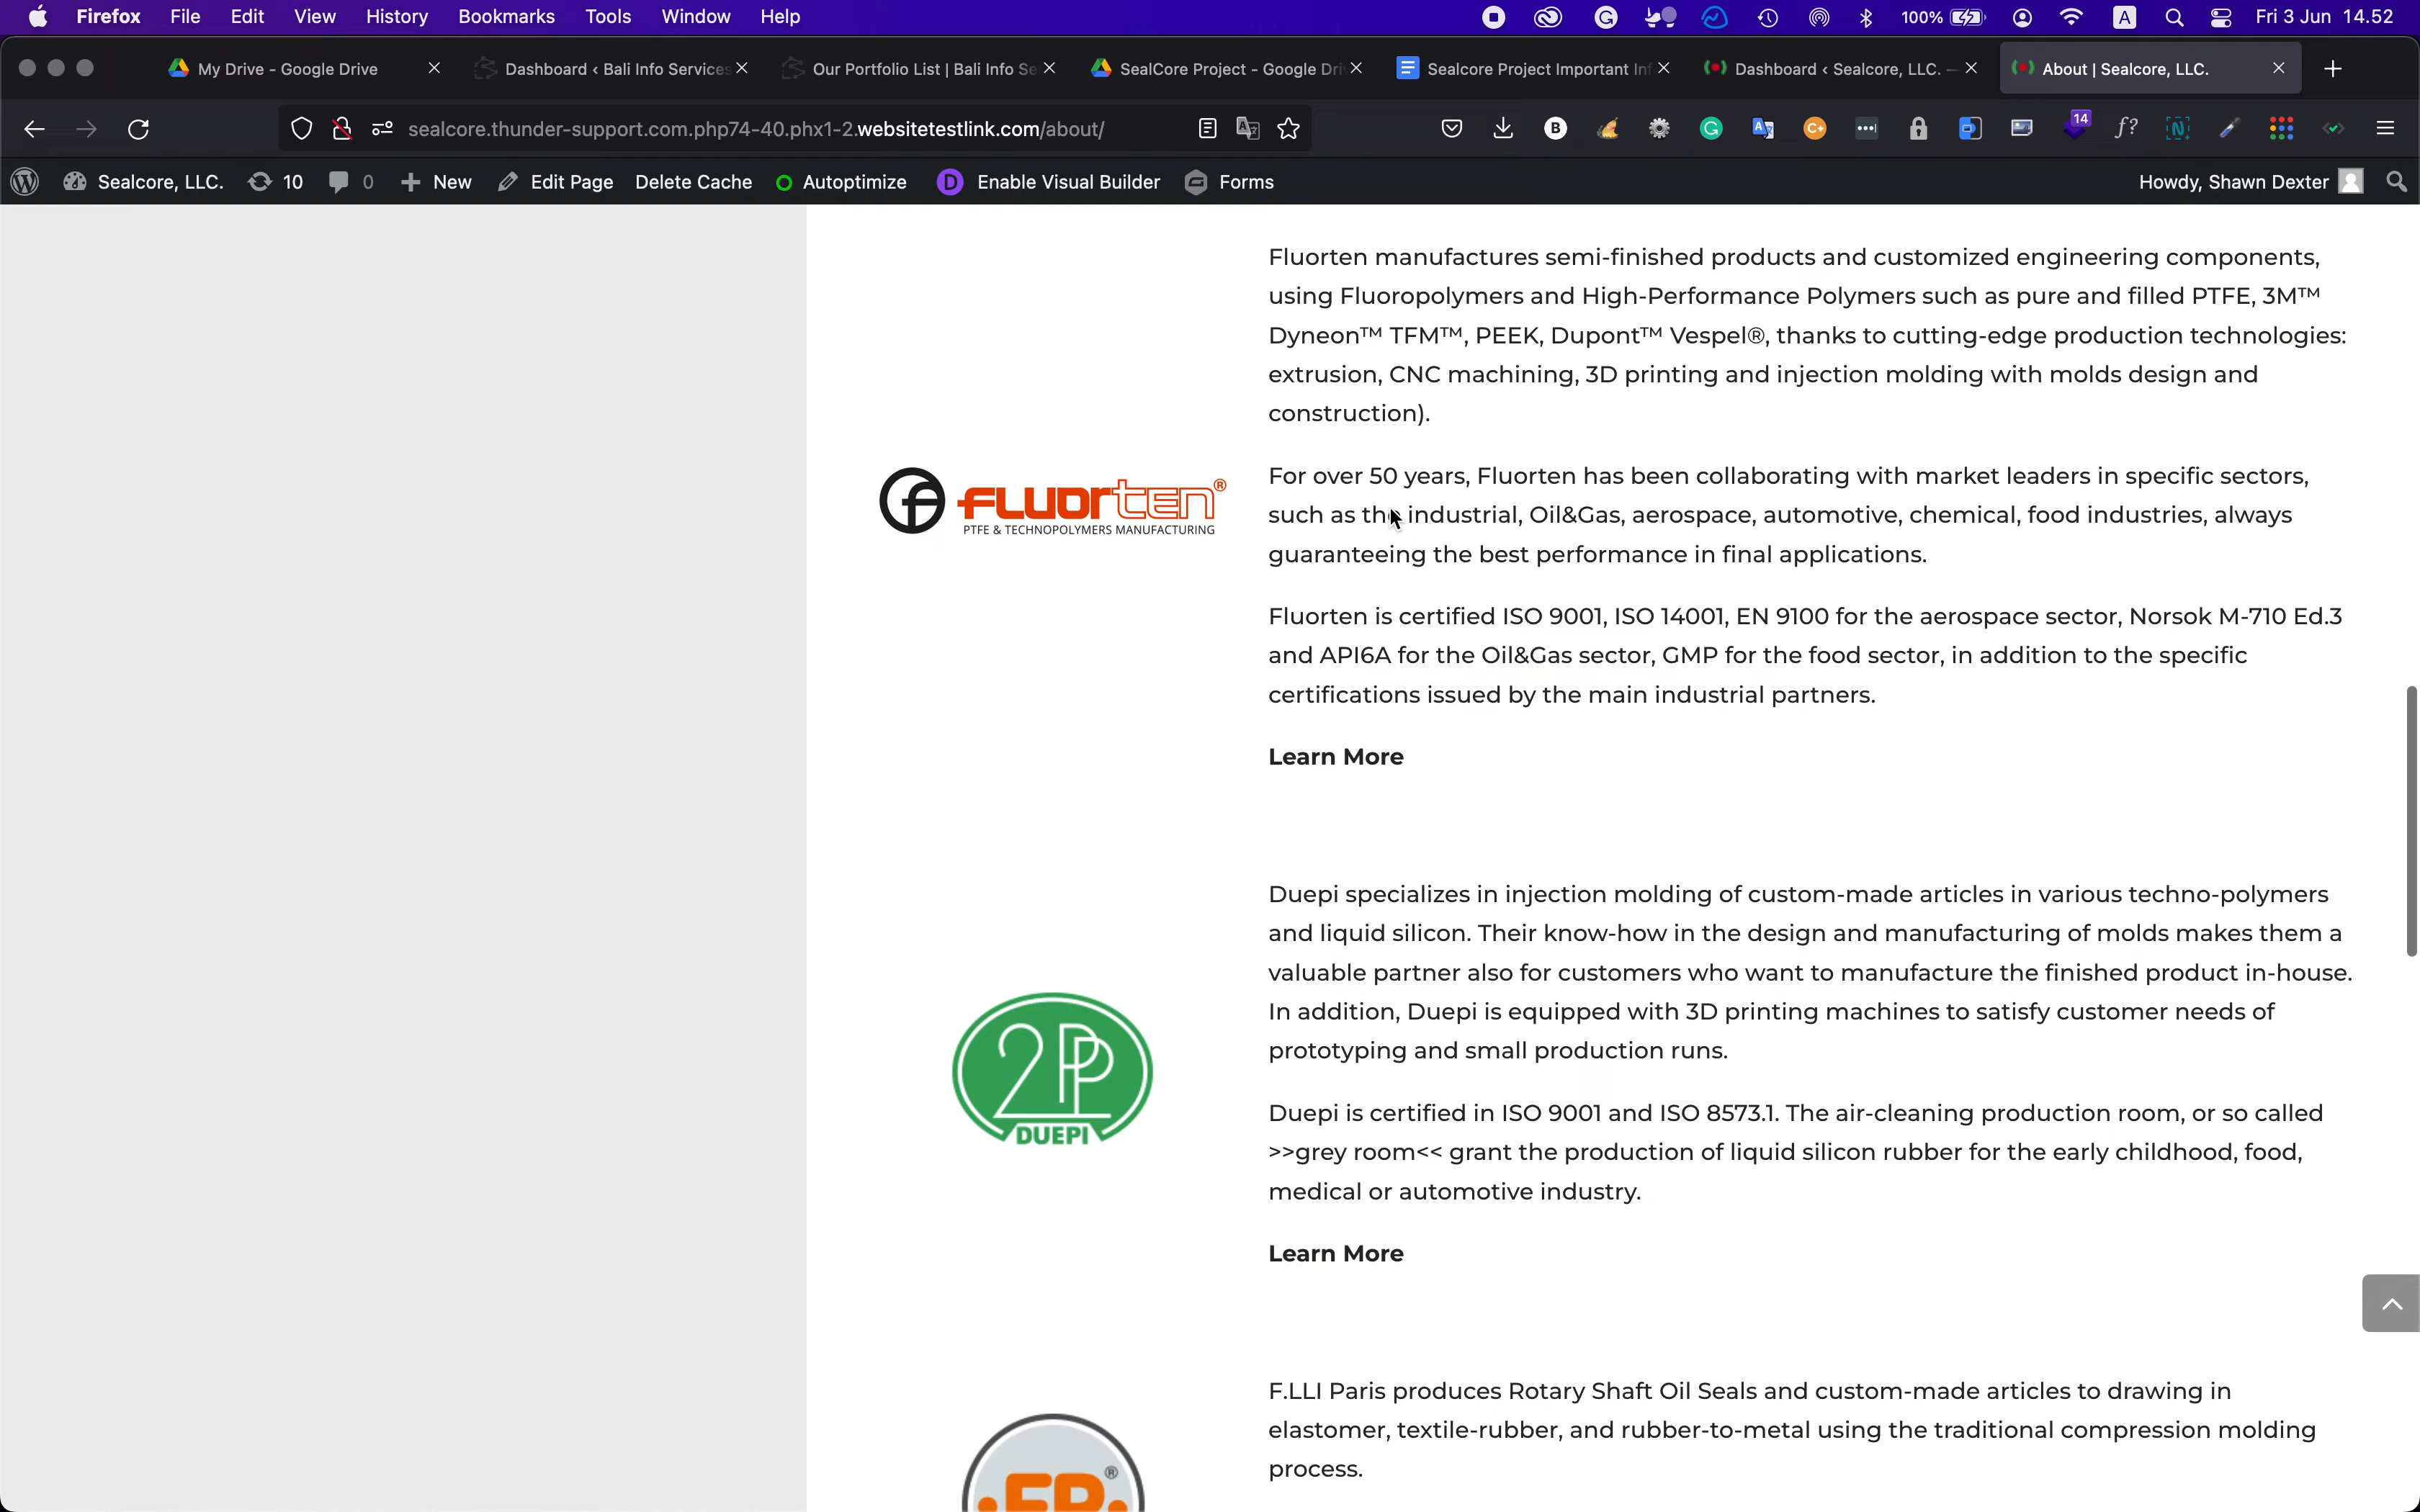 Firefox File Edit View History Bookmarks Tools Window Help 100% A Fri 3 Jun 14.52
My Drive - Google Drive Dashboard ‹ Bali Info Services Our Portfolio List | Bali Info Se SealCore Project - Google Dri Sealcore Project Important Inf Dashboard ‹ Sealcore, LLC. — About | Sealcore, LLC.
sealcore.thunder-support.com.php74-40.phx1-2.websitetestlink.com/about/ B C+ 14 f? N
Sealcore, LLC. 10 0 New Edit Page Delete Cache Autoptimize D Enable Visual Builder Forms Howdy, Shawn Dexter
Fluorten manufactures semi-finished products and customized engineering components,
using Fluoropolymers and High-Performance Polymers such as pure and filled PTFE, 3M™
Dyneon™ TFM™, PEEK, Dupont™ Vespel®, thanks to cutting-edge production technologies:
extrusion, CNC machining, 3D printing and injection molding with molds design and
construction).
FLUORTEN®
PTFE & TECHNOPOLYMERS MANUFACTURING
For over 50 years, Fluorten has been collaborating with market leaders in specific sectors,
such as the industrial, Oil&Gas, aerospace, automotive, chemical, food industries, always
guaranteeing the best performance in final applications.
Fluorten is certified ISO 9001, ISO 14001, EN 9100 for the aerospace sector, Norsok M-710 Ed.3
and API6A for the Oil&Gas sector, GMP for the food sector, in addition to the specific
certifications issued by the main industrial partners.
Learn More
Duepi specializes in injection molding of custom-made articles in various techno-polymers
and liquid silicon. Their know-how in the design and manufacturing of molds makes them a
valuable partner also for customers who want to manufacture the finished product in-house.
In addition, Duepi is equipped with 3D printing machines to satisfy customer needs of
prototyping and small production runs.
2P
DUEPI
Duepi is certified in ISO 9001 and ISO 8573.1. The air-cleaning production room, or so called
>>grey room<< grant the production of liquid silicon rubber for the early childhood, food,
medical or automotive industry.
Learn More
F.LLI Paris produces Rotary Shaft Oil Seals and custom-made articles to drawing in
elastomer, textile-rubber, and rubber-to-metal using the traditional compression molding
process.
FP ®